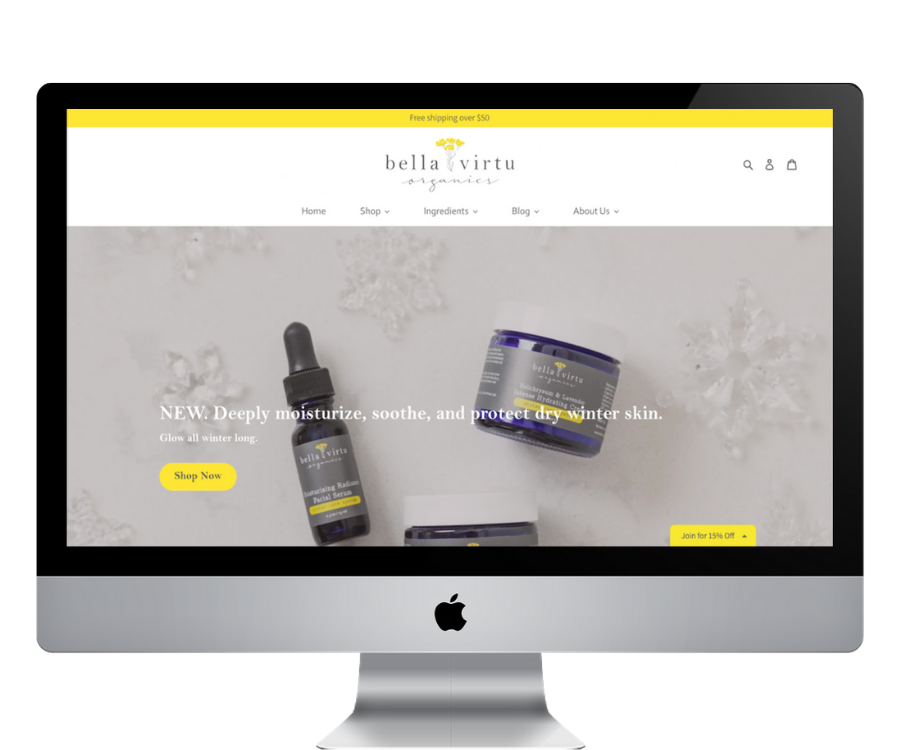 Free shipping over $50
bella virtu
organics
Home Shop Ingredients Blog About Us
bella virtu
organics
Helichrysum & Lavender
Intense Hydrating
NEW. Deeply moisturize, soothe, and protect dry winter skin.
Glow all winter long.
Shop Now
bella virtu
organics
Moisturizing Radiance
Facial Serum
Join for 15% Off